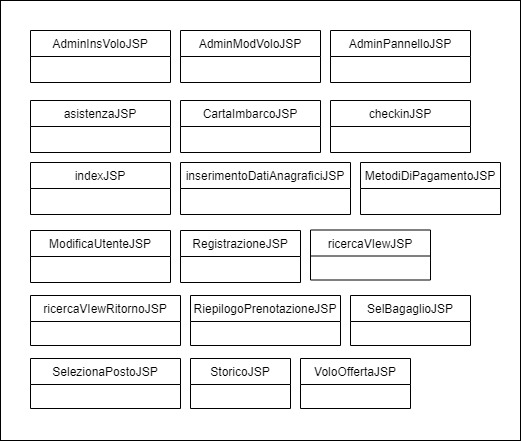 AdminInsVoloJSP
AdminModVoloJSP
AdminPannelloJSP
asistenzaJSP
CartaImbarcoJSP
checkinJSP
indexJSP
inserimentoDatiAnagraficiJSP
MetodiDiPagamentoJSP
ModificaUtenteJSP
RegistrazioneJSP
ricercaVIewJSP
ricercaVIewRitornoJSP
RiepilogoPrenotazioneJSP
SelBagaglioJSP
SelezionaPostoJSP
StoricoJSP
VoloOffertaJSP